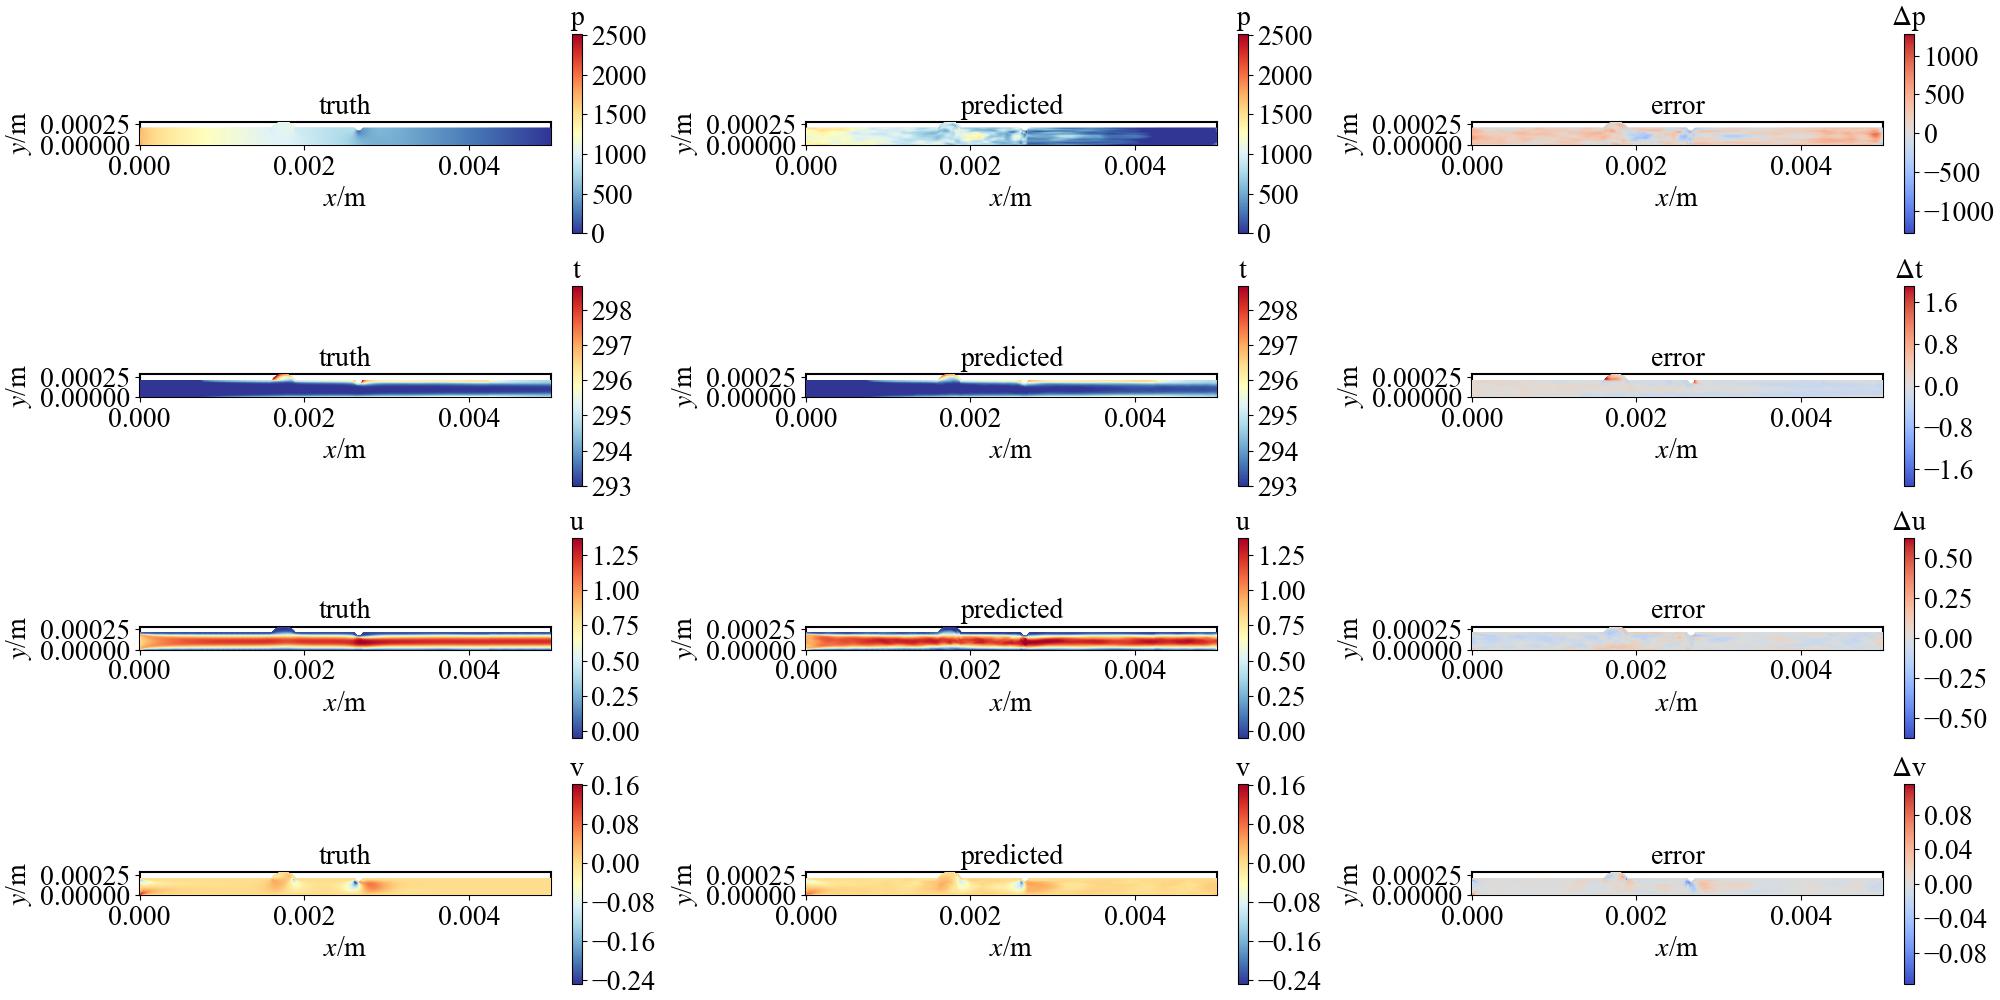 p p Δp
2500 2500 1000
2000 2000 500
1500 1500 0
1000 1000 −500
500 500 −1000
0 0
truth predicted error
y/m 0.00025 y/m 0.00025 y/m 0.00025
0.00000 0.00000 0.00000
0.000 0.002 0.004 0.000 0.002 0.004 0.000 0.002 0.004
x/m x/m x/m
t t Δt
298 298 1.6
297 297 0.8
296 296 0.0
295 295 −0.8
294 294 −1.6
293 293
truth predicted error
y/m 0.00025 y/m 0.00025 y/m 0.00025
0.00000 0.00000 0.00000
0.000 0.002 0.004 0.000 0.002 0.004 0.000 0.002 0.004
x/m x/m x/m
u u Δu
1.25 1.25 0.50
1.00 1.00 0.25
0.75 0.75 0.00
0.50 0.50 −0.25
0.25 0.25 −0.50
0.00 0.00
truth predicted error
y/m 0.00025 y/m 0.00025 y/m 0.00025
0.00000 0.00000 0.00000
0.000 0.002 0.004 0.000 0.002 0.004 0.000 0.002 0.004
x/m x/m x/m
v v Δv
0.16 0.16 0.08
0.08 0.08 0.04
0.00 0.00 0.00
−0.08 −0.08 −0.04
−0.16 −0.16 −0.08
−0.24 −0.24
truth predicted error
y/m 0.00025 y/m 0.00025 y/m 0.00025
0.00000 0.00000 0.00000
0.000 0.002 0.004 0.000 0.002 0.004 0.000 0.002 0.004
x/m x/m x/m